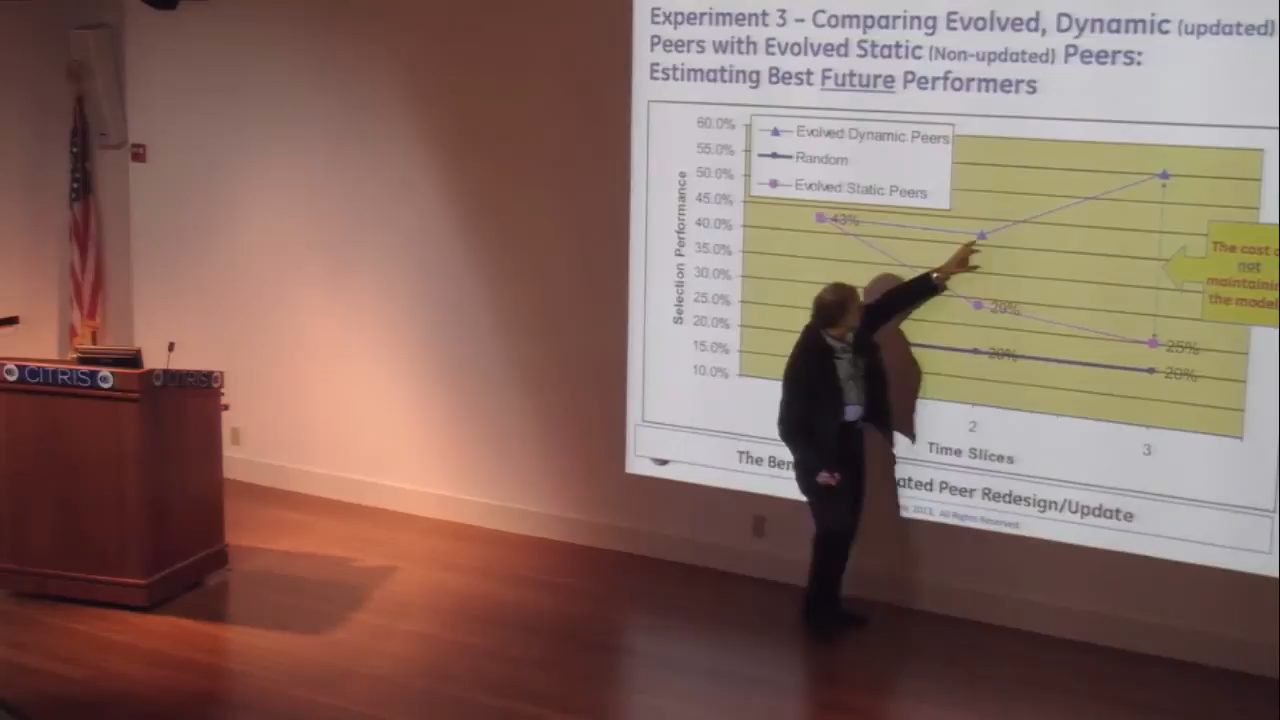 Experiment 3 – Comparing Evolved, Dynamic (updated)
Peers with Evolved Static (Non-updated) Peers:
Estimating Best Future Performers
60.0%
55.0%
50.0%
45.0%
40.0%
35.0%
30.0%
25.0%
20.0%
15.0%
10.0%
Selection Performance
Evolved Dynamic Peers
Random
Evolved Static Peers
43%
29%
25%
20%
20%
The cost
not
the model
2
3
Time Slices
The Ben
ated Peer Redesign/Update
2013. All Rights Reserved
CITRIS
CITRIS